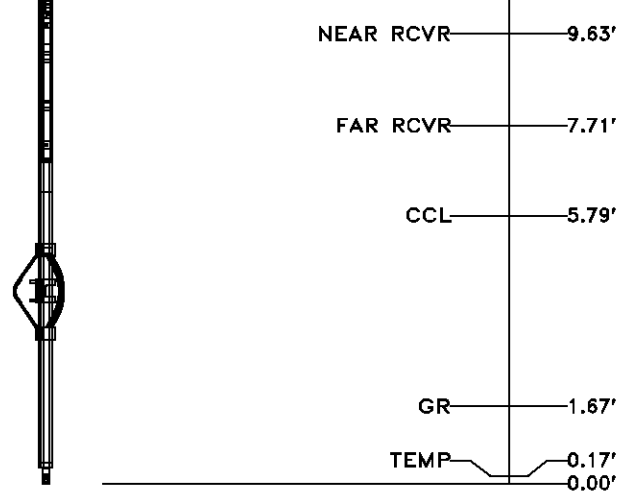 NEAR RCVR 9.63'
FAR RCVR 7.71'
CCL 5.79'
GR 1.67'
TEMP 0.17'
0.00'